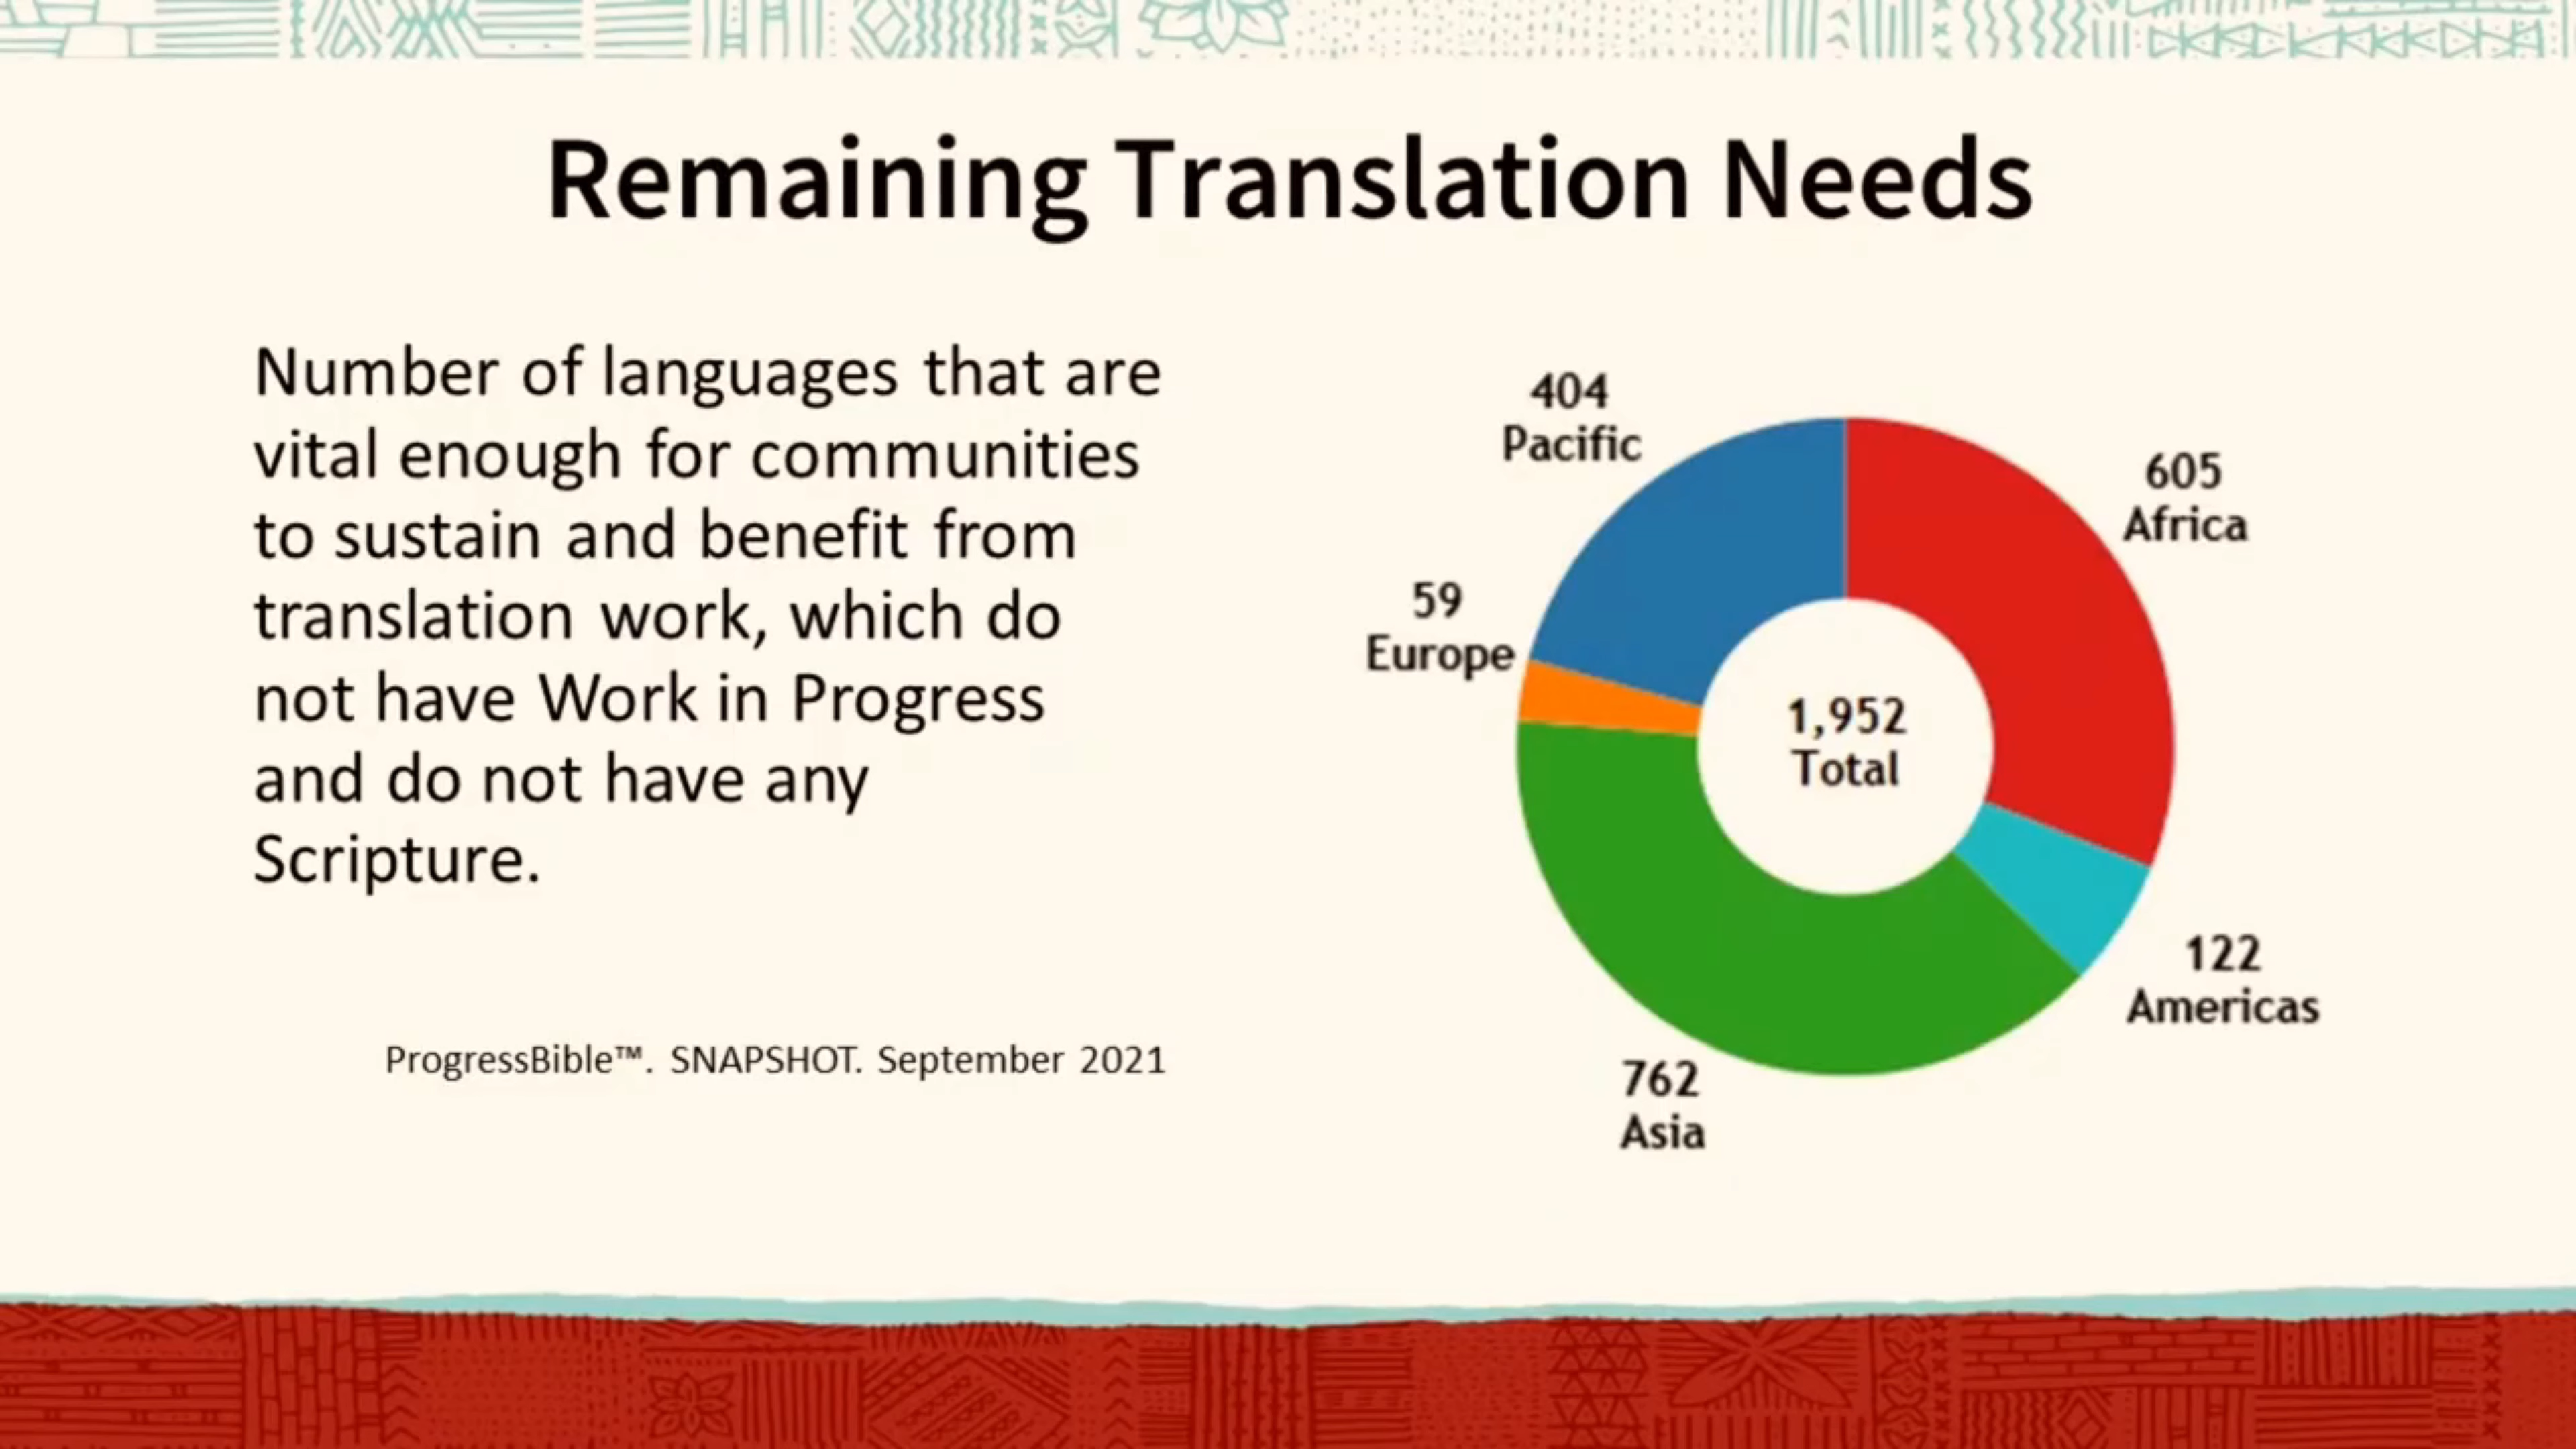 Remaining Translation Needs
Number of languages that are
vital enough for communities
to sustain and benefit from
translation work, which do
not have Work in Progress
and do not have any
Scripture.
ProgressBible™. SNAPSHOT. September 2021
404
Pacific
605
Africa
59
Europe
1,952
Total
122
Americas
762
Asia